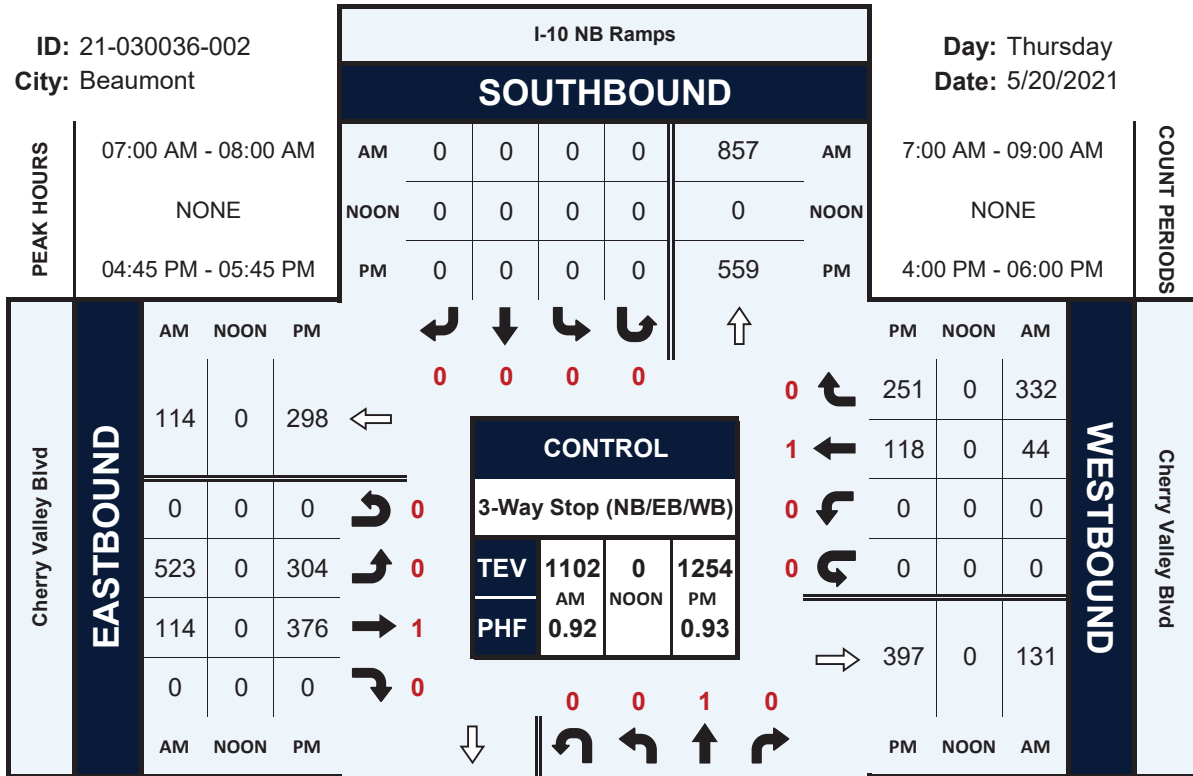 ID: 21-030036-002
City: Beaumont
I-10 NB Ramps
SOUTHBOUND
Day: Thursday
Date: 5/20/2021
PEAK HOURS
07:00 AM - 08:00 AM
NONE
04:45 PM - 05:45 PM
AM 0 0 0 0 857 AM
NOON 0 0 0 0 0 NOON
PM 0 0 0 0 559 PM
7:00 AM - 09:00 AM
NONE
4:00 PM - 06:00 PM
COUNT PERIODS
0 0 0 0
Cherry Valley Blvd
EASTBOUND
AM NOON PM
114 0 298
0 0 0 0
523 0 304 0
114 0 376 1
0 0 0 0
AM NOON PM
CONTROL
3-Way Stop (NB/EB/WB)
TEV 1102 0 1254
AM NOON PM
PHF 0.92 0.93
PM NOON AM
0 251 0 332
1 118 0 44
0 0 0 0
0 0 0 0
397 0 131
PM NOON AM
WESTBOUND
Cherry Valley Blvd
0 0 1 0